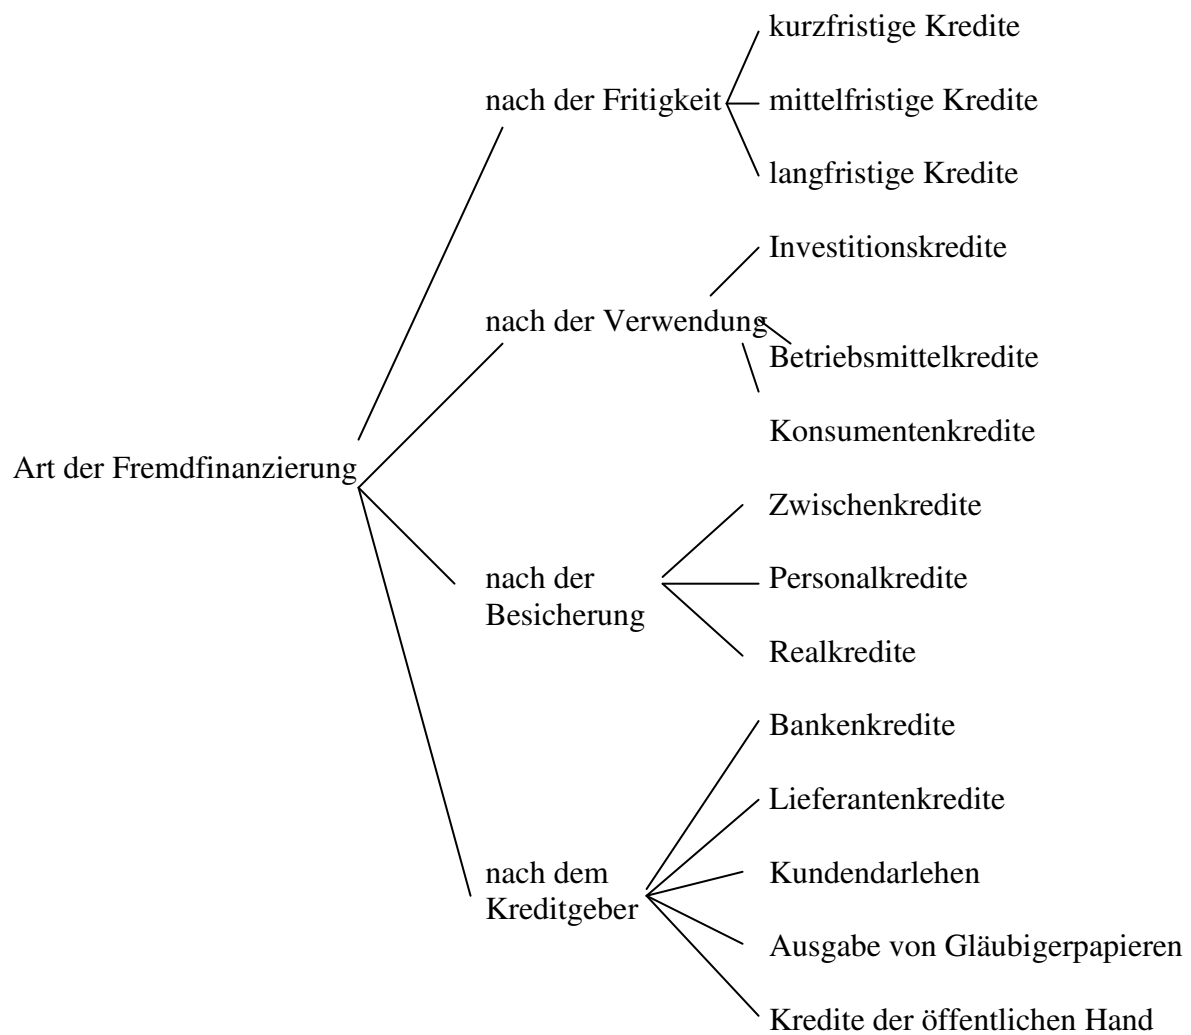 kurzfristige Kredite
nach der Fritigkeit
mittelfristige Kredite
langfristige Kredite
Investitionskredite
nach der Verwendung
Betriebsmittelkredite
Konsumentenkredite
Art der Fremdfinanzierung
Zwischenkredite
nach der
Besicherung
Personalkredite
Realkredite
Bankenkredite
Lieferantenkredite
nach dem
Kreditgeber
Kundendarlehen
Ausgabe von Gläubigerpapieren
Kredite der öffentlichen Hand